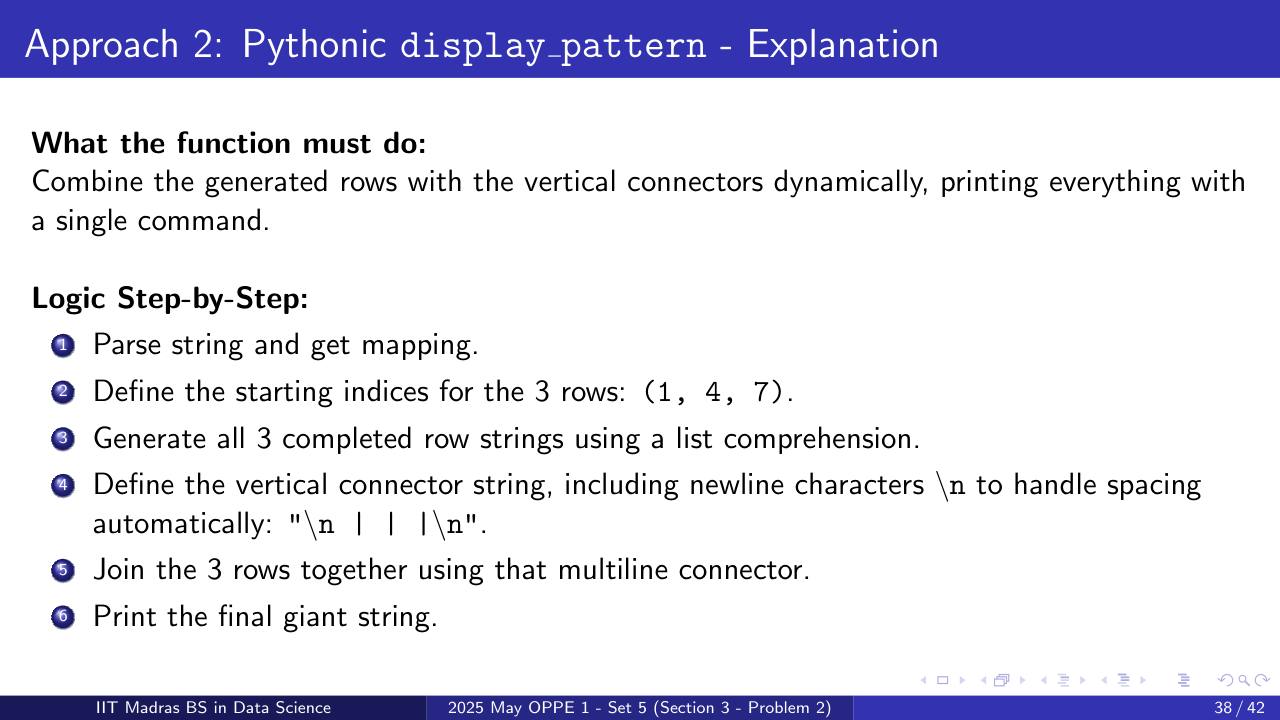 Approach 2: Pythonic display_pattern - Explanation
What the function must do:
Combine the generated rows with the vertical connectors dynamically, printing everything with
a single command.
Logic Step-by-Step:
1 Parse string and get mapping.
2 Define the starting indices for the 3 rows: (1, 4, 7).
3 Generate all 3 completed row strings using a list comprehension.
4 Define the vertical connector string, including newline characters \n to handle spacing
automatically: "\n | | |\n".
5 Join the 3 rows together using that multiline connector.
6 Print the final giant string.
IIT Madras BS in Data Science
2025 May OPPE 1 - Set 5 (Section 3 - Problem 2)
38 / 42